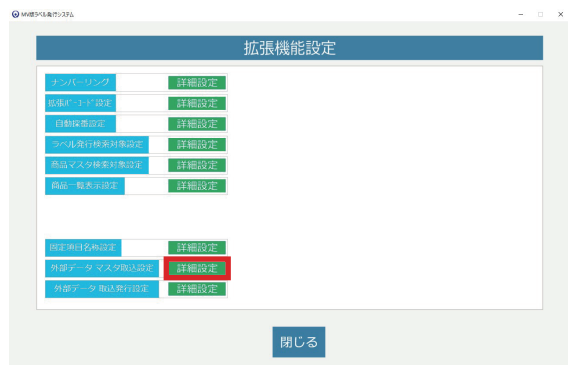 MV版ラベル発行システム
拡張機能設定
ナンバーリング 詳細設定
拡張ﾊﾞｰｺｰﾄﾞ設定 詳細設定
自動採番設定 詳細設定
ラベル発行検索対象設定 詳細設定
商品マスタ検索対象設定 詳細設定
商品一覧表示設定 詳細設定
固定項目名称設定 詳細設定
外部データ マスタ取込設定 詳細設定
外部データ 取込発行設定 詳細設定
閉じる